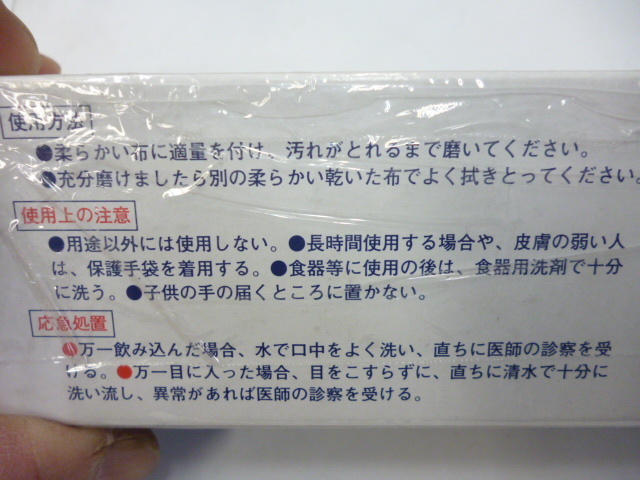 使用方法
●柔らかい布に適量を付け、汚れがとれるまで磨いてください。
●充分磨けましたら別の柔らかい乾いた布でよく拭きとってください。
使用上の注意
●用途以外には使用しない。●長時間使用する場合や、皮膚の弱い人
は、保護手袋を着用する。●食器等に使用の後は、食器用洗剤で十分
に洗う。●子供の手の届くところに置かない。
応急処置
●万一飲み込んだ場合、水で口中をよく洗い、直ちに医師の診察を受
ける。●万一目に入った場合、目をこすらずに、直ちに清水で十分に
洗い流し、異常があれば医師の診察を受ける。